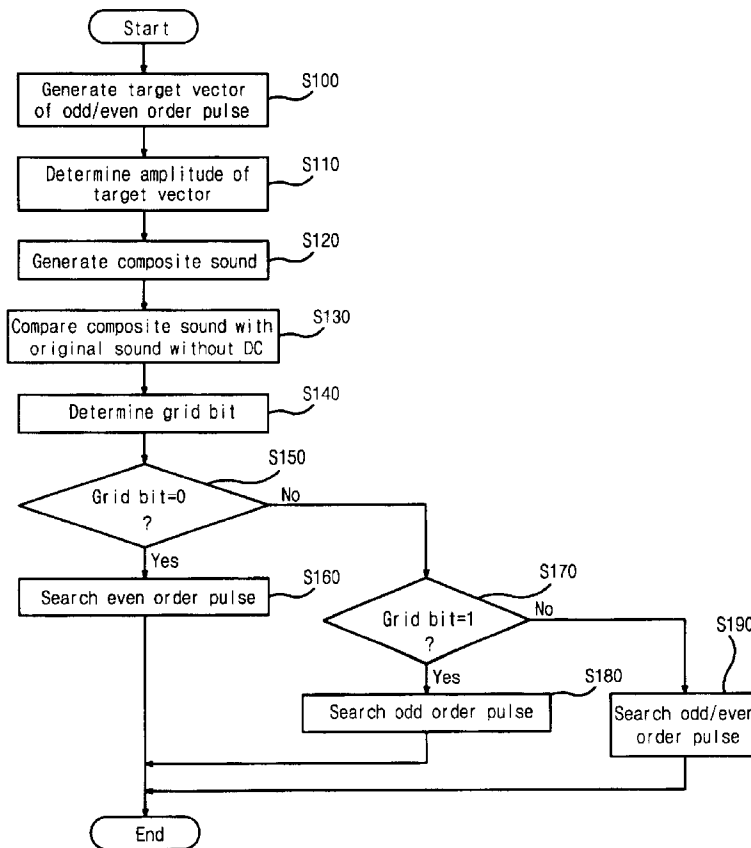 Start
Generate target vector
of odd/even order pulse
S100
Determine amplitude of
target vector
S110
Generate composite sound
S120
Compare composite sound with
original sound without DC
S130
Determine grid bit
S140
Grid bit=0
?
S150
No
Yes
Search even order pulse
S160
Grid bit=1
?
S170
No
Yes
Search odd order pulse
S180
Search odd/even
order pulse
S190
End